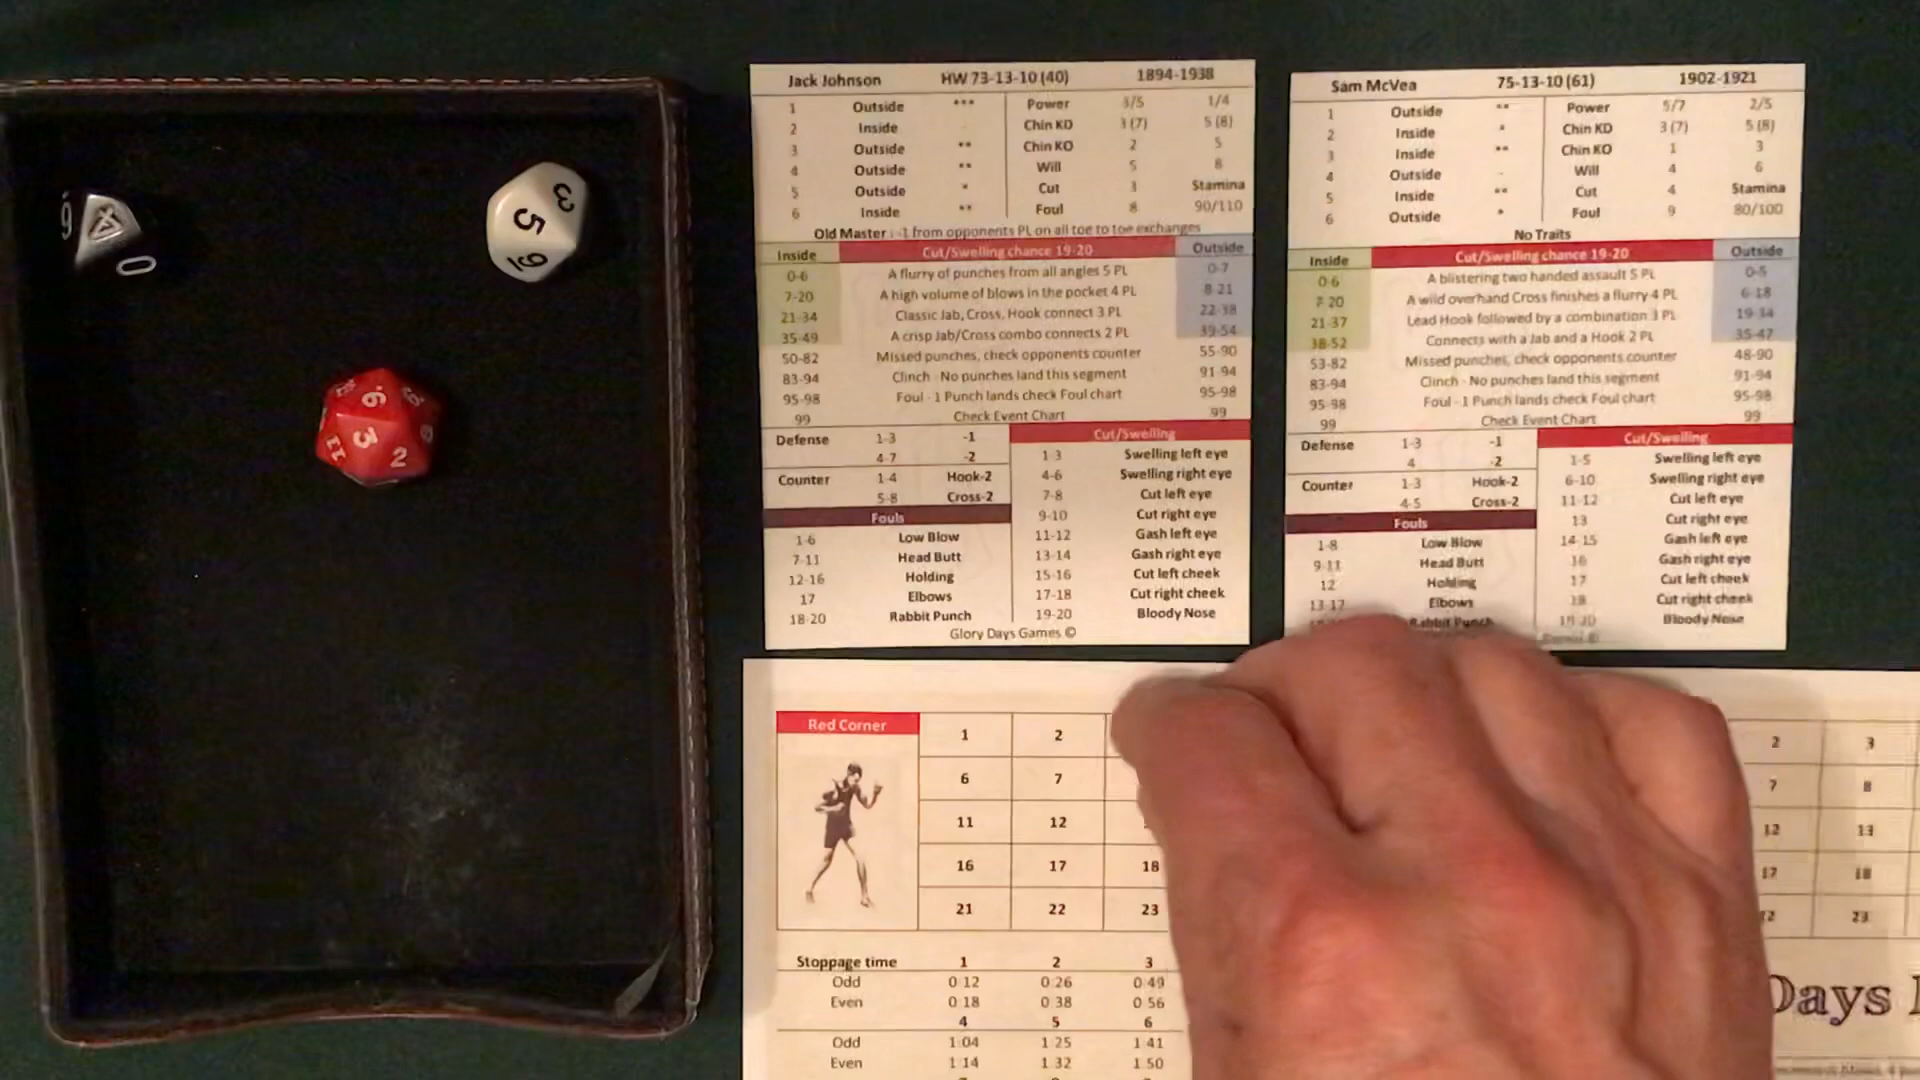 Jack Johnson HW 73-13-10 (40) 1894-1938
1 Outside *** Power 3/5 1/4
2 Inside - Chin KD 3 (7) 5 (8)
3 Outside ** Chin KO 2 5
4 Outside ** Will 5 8
5 Outside * Cut 3 Stamina
6 Inside ** Foul 8 90/110
Old Master : -1 from opponents PL on all toe to toe exchanges
Inside Cut/Swelling chance 19-20 Outside
0-6 A flurry of punches from all angles 5 PL 0-7
7-20 A high volume of blows in the pocket 4 PL 8-21
21-34 Classic Jab, Cross, Hook connect 3 PL 22-38
35-49 A crisp Jab/Cross combo connects 2 PL 39-54
50-82 Missed punches, check opponents counter 55-90
83-94 Clinch - No punches land this segment 91-94
95-98 Foul - 1 Punch lands check Foul chart 95-98
99 Check Event Chart 99
Defense 1-3 -1
4-7 -2
Counter 1-4 Hook-2
5-8 Cross-2
Fouls
1-6 Low Blow
7-11 Head Butt
12-16 Holding
17 Elbows
18-20 Rabbit Punch
Cut/Swelling
1-3 Swelling left eye
4-6 Swelling right eye
7-8 Cut left eye
9-10 Cut right eye
11-12 Gash left eye
13-14 Gash right eye
15-16 Cut left cheek
17-18 Cut right cheek
19-20 Bloody Nose
Glory Days Games ©
Sam McVea 75-13-10 (61) 1902-1921
1 Outside ** Power 5/7 2/5
2 Inside * Chin KD 3 (7) 5 (8)
3 Inside ** Chin KO 1 3
4 Outside - Will 4 6
5 Inside ** Cut 4 Stamina
6 Outside * Foul 9 80/100
No Traits
Inside Cut/Swelling chance 19-20 Outside
0-6 A blistering two handed assault 5 PL 0-5
7-20 A wild overhand Cross finishes a flurry 4 PL 6-18
21-37 Lead Hook followed by a combination 3 PL 19-34
38-52 Connects with a Jab and a Hook 2 PL 35-47
53-82 Missed punches, check opponents counter 48-90
83-94 Clinch - No punches land this segment 91-94
95-98 Foul - 1 Punch lands check Foul chart 95-98
99 Check Event Chart 99
Defense 1-3 -1
4 -2
Counter 1-3 Hook-2
4-5 Cross-2
Fouls
1-8 Low Blow
9-11 Head Butt
12 Holding
13-17 Elbows
Rabbit Punch
Cut/Swelling
1-5 Swelling left eye
6-10 Swelling right eye
11-12 Cut left eye
13 Cut right eye
14-15 Gash left eye
16 Gash right eye
17 Cut left cheek
18 Cut right cheek
19-20 Bloody Nose
6 4 0
3 5 9
6 3 2 11
Red Corner 1 2
6 7
11 12
16 17 18
21 22 23
2 3
7 8
12 13
17 18
22 23
Stoppage time 1 2 3
Odd 0:12 0:26 0:49
Even 0:18 0:38 0:56
4 5 6
Odd 1:04 1:25 1:41
Even 1:14 1:32 1:50
Days